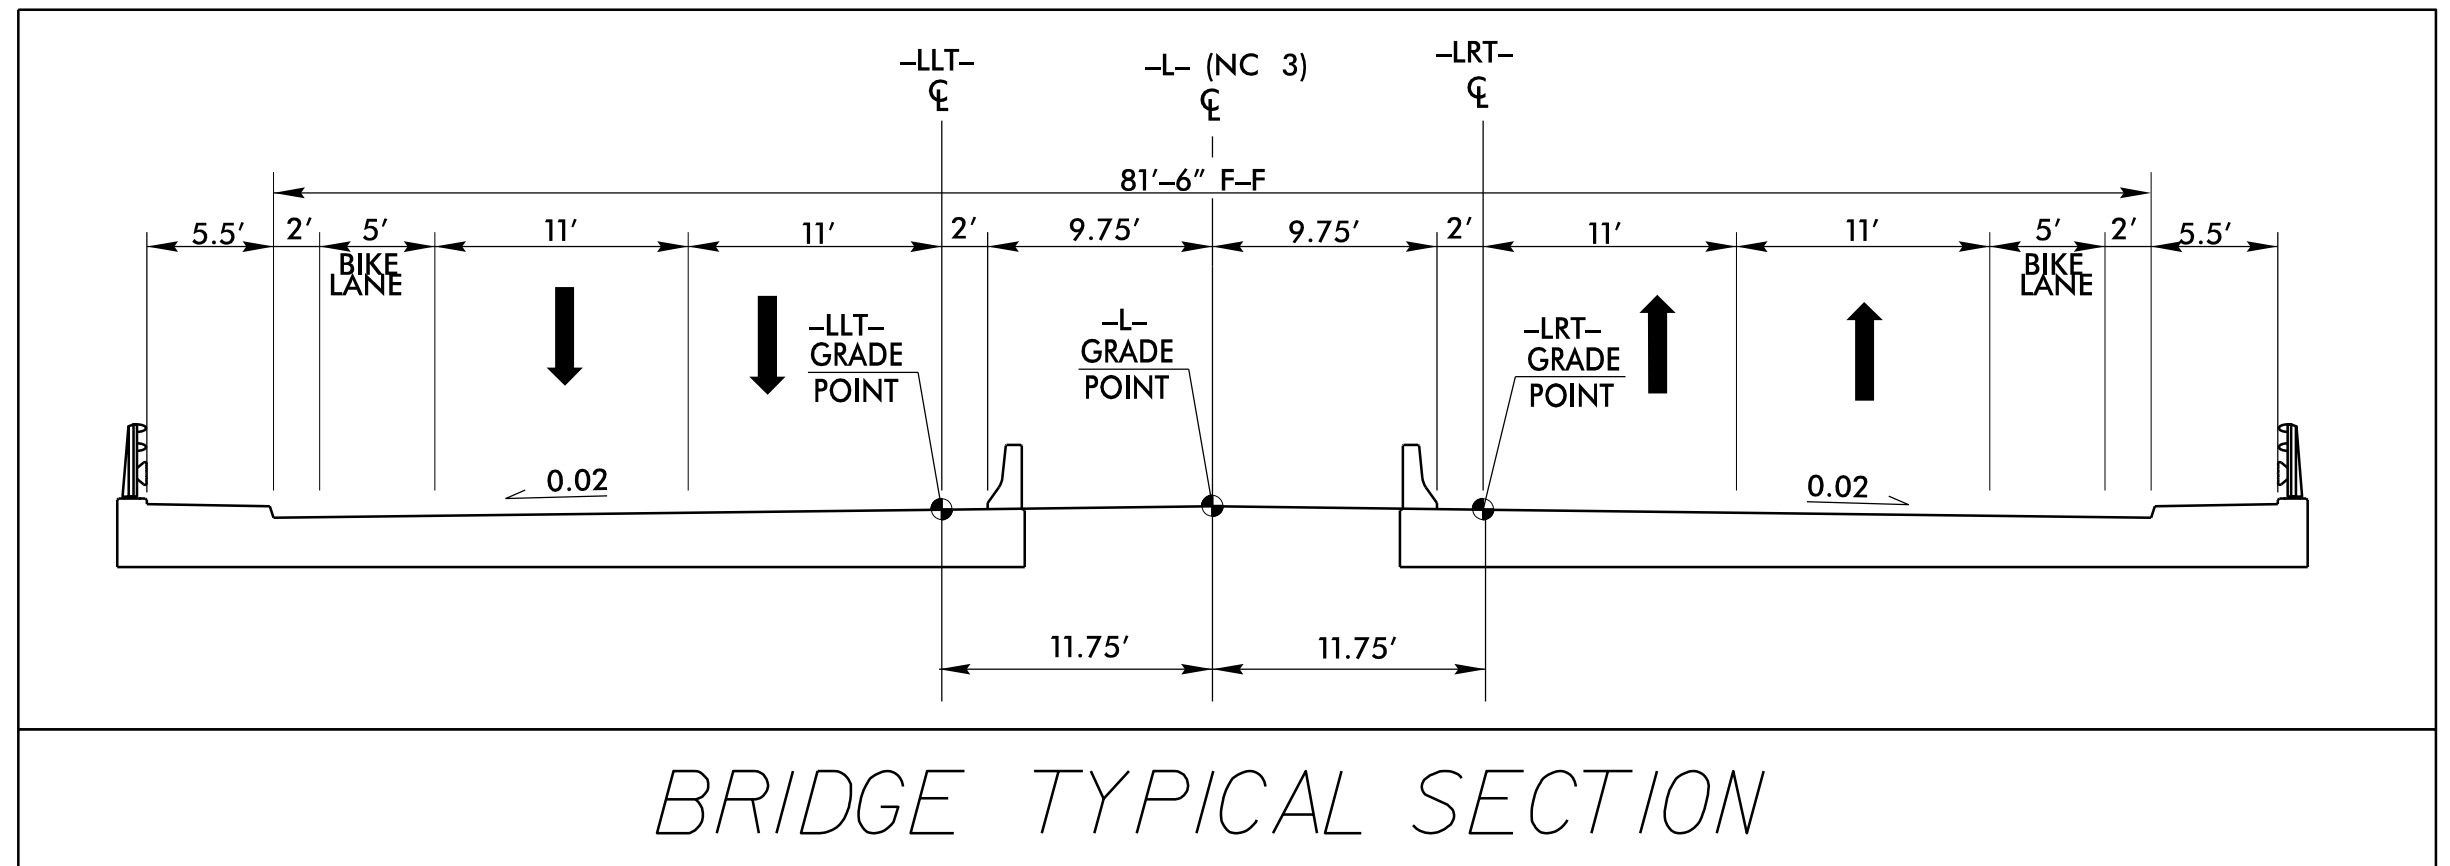 –LLT–
℄
–L– (NC 3)
℄
–LRT–
℄
81'–6" F–F
5.5' 2' 5' 11' 11' 2' 9.75' 9.75' 2' 11' 11' 5' 2' 5.5'
BIKE
LANE
BIKE
LANE
–LLT–
GRADE
POINT
–L–
GRADE
POINT
–LRT–
GRADE
POINT
0.02
0.02
11.75' 11.75'
BRIDGE TYPICAL SECTION